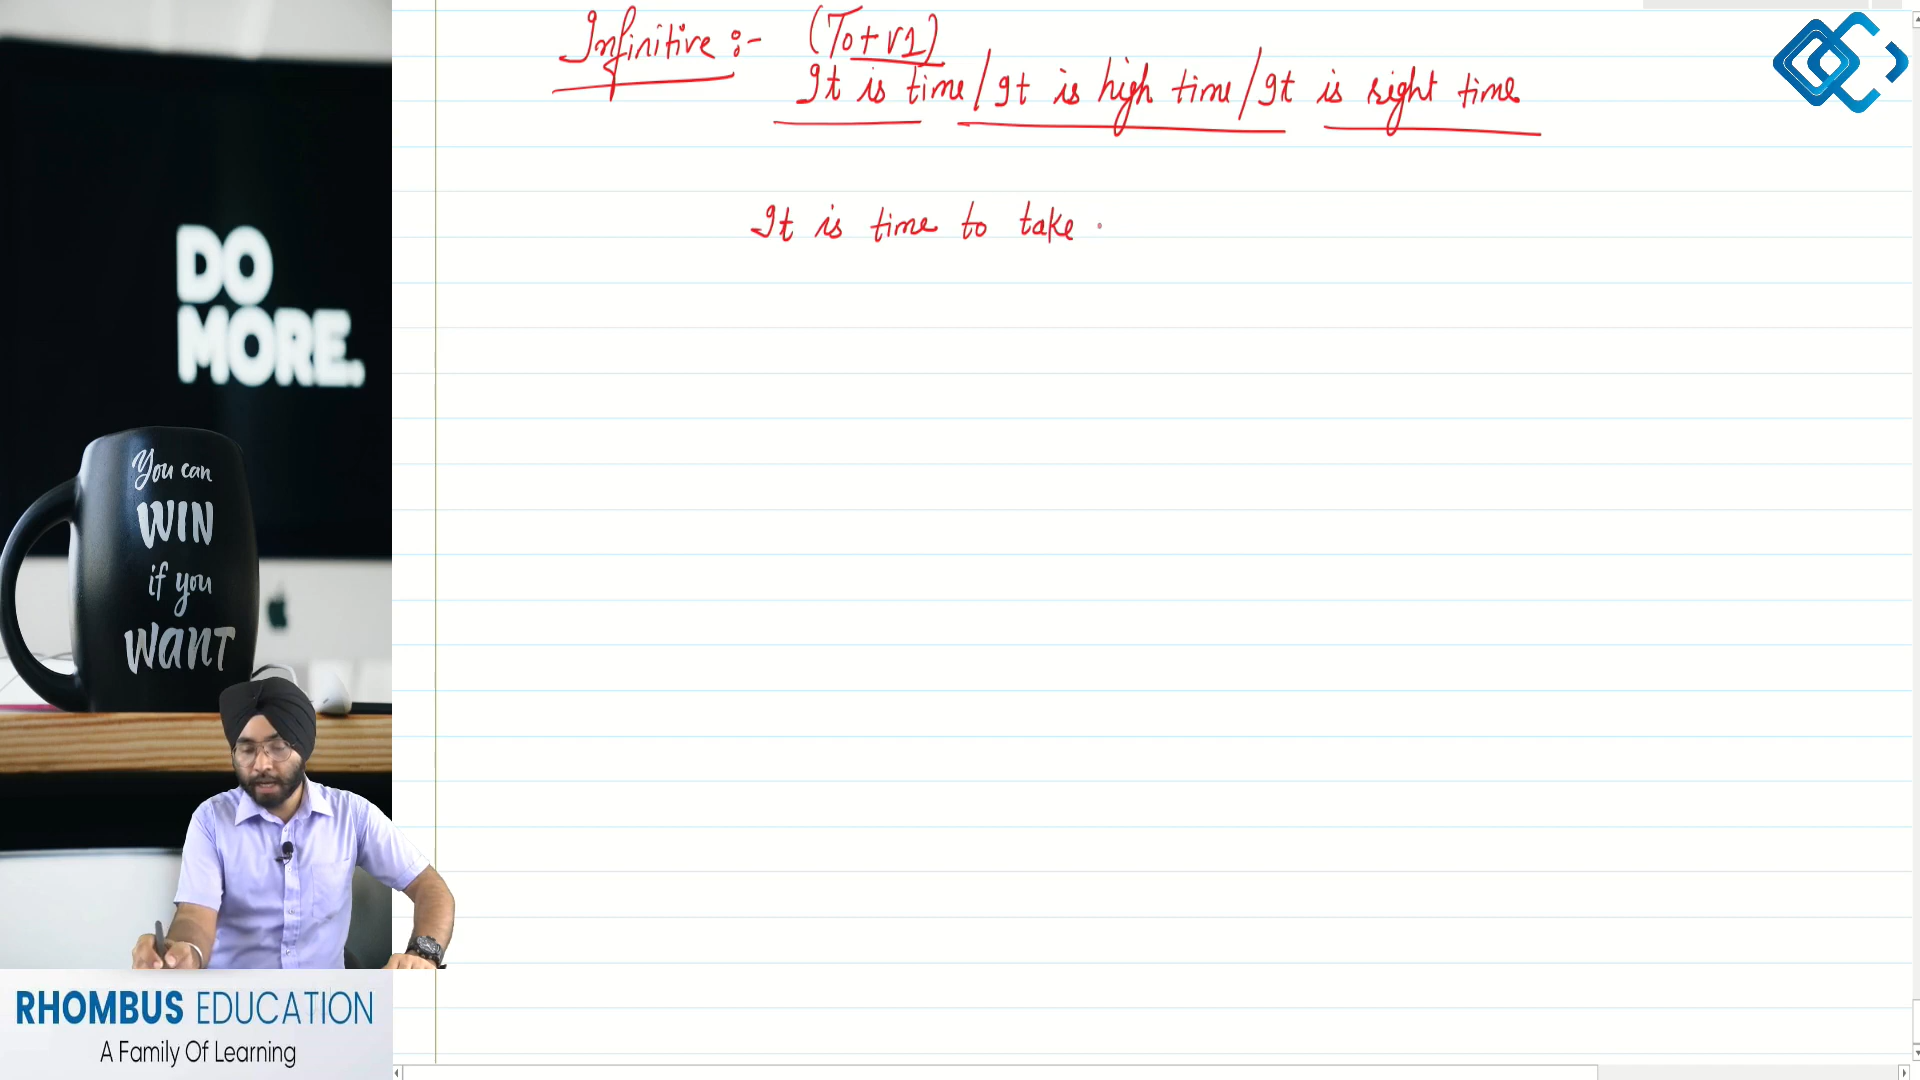 Infinitive :- (To+V1)
It is time / It is high time / It is right time
It is time to take
DO
MORE.
You can
WIN
if you
WANT
RHOMBUS EDUCATION
A Family Of Learning